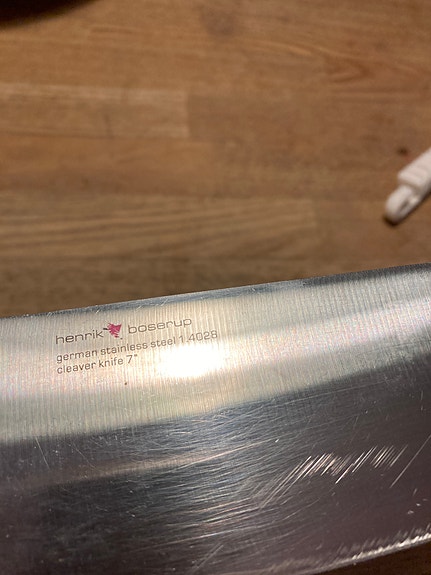 henrik boserup
german stainless steel 1.4028
cleaver knife 7"